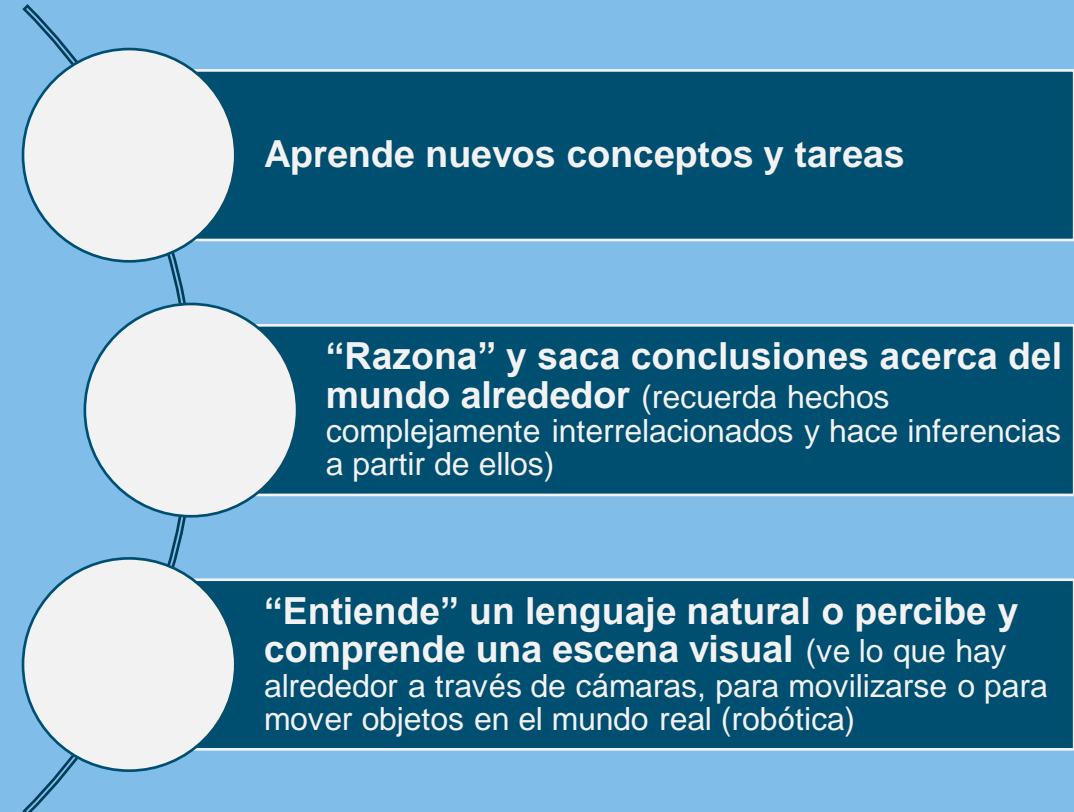 Aprende nuevos conceptos y tareas
“Razona” y saca conclusiones acerca del
mundo alrededor (recuerda hechos
complejamente interrelacionados y hace inferencias
a partir de ellos)
“Entiende” un lenguaje natural o percibe y
comprende una escena visual (ve lo que hay
alrededor a través de cámaras, para movilizarse o para
mover objetos en el mundo real (robótica)